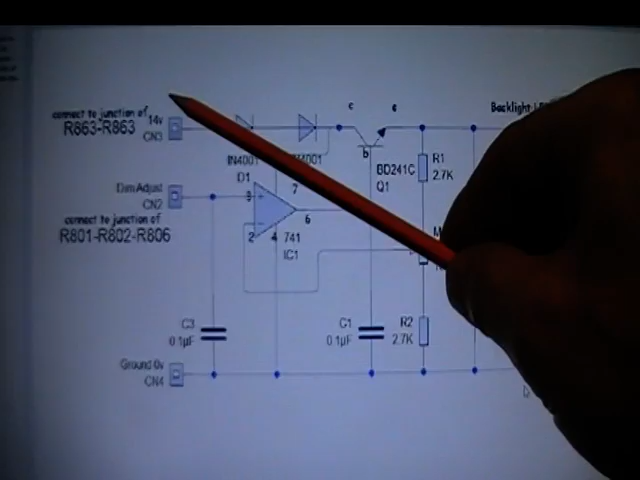 connect to junction of
R863-R863
14v
CN3
c
e
Backlight
IN4001
D1
b
BD241C
Q1
R1
2.7K
Dim Adjust
CN2
3
7
6
2
4
741
IC1
connect to junction of
R801-R802-R806
C3
0.1µF
C1
0.1µF
R2
2.7K
Ground 0v
CN4